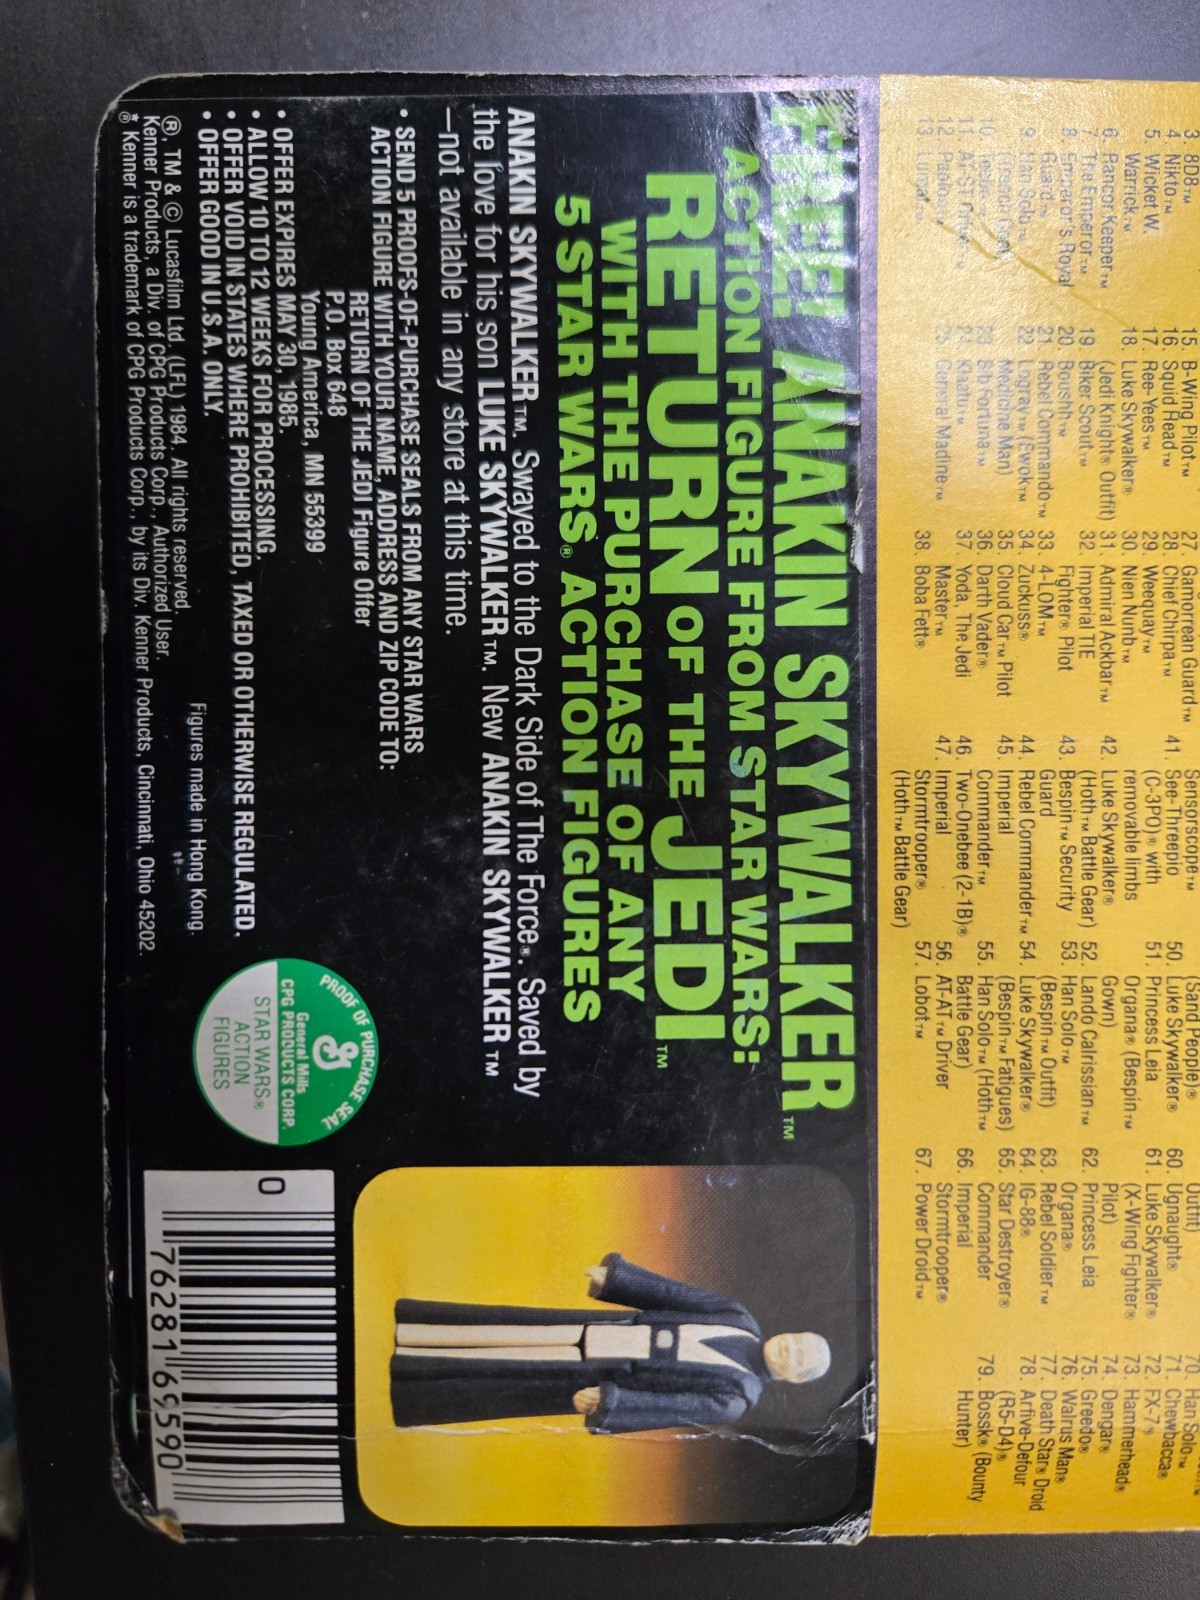 3. 8D8™
4. Nikto™
5. Wicket W.
Warrick™
6. Rancor Keeper™
7. The Emperor™
8. Emperor's Royal
Guard™
9. Han Solo™
(Trench Coat)
10. Teebo™
11. AT-ST Driver™
12. Paploo™
13. Lumat™
15. B-Wing Pilot™
16. Squid Head™
17. Ree-Yees™
18. Luke Skywalker®
(Jedi Knight® Outfit)
19. Biker Scout™
20. Boushh™
21. Rebel Commando™
22. Logray™ (Ewok™
Medicine Man)
23. Bib Fortuna™
24. Klaatu™
25. General Madine™
27. Gamorrean Guard™
28. Chief Chirpa™
29. Weequay™
30. Nien Nunb™
31. Admiral Ackbar™
32. Imperial TIE
Fighter® Pilot
33. 4-LOM™
34. Zuckuss®
35. Cloud Car™ Pilot
36. Darth Vader®
37. Yoda, The Jedi
Master™
38. Boba Fett®
Sensorscope™
41. See-Threepio
(C-3PO)® with
removable limbs
42. Luke Skywalker®
(Hoth™ Battle Gear)
43. Bespin™ Security
Guard
44. Rebel Commander™
45. Imperial
Commander™
46. Two-Onebee (2-1B)®
47. Imperial
Stormtrooper®
(Hoth™ Battle Gear)
(Sand People)®
50. Luke Skywalker®
51. Princess Leia
Organa® (Bespin™
Gown)
52. Lando Calrissian™
53. Han Solo™
(Bespin™ Outfit)
54. Luke Skywalker®
(Bespin™ Fatigues)
55. Han Solo™ (Hoth™
Battle Gear)
56. AT-AT™ Driver
57. Lobot™
Outfit)
60. Ugnaught®
61. Luke Skywalker®
(X-Wing Fighter®
Pilot)
62. Princess Leia
Organa®
63. Rebel Soldier™
64. IG-88®
65. Star Destroyer®
Commander
66. Imperial
Stormtrooper®
67. Power Droid™
70. Han Solo™
71. Chewbacca®
72. FX-7®
73. Hammerhead®
74. Dengar®
75. Greedo®
76. Walrus Man®
77. Death Star® Droid
78. Arfive-Defour
(R5-D4)®
79. Bossk® (Bounty
Hunter)
FREE! ANAKIN SKYWALKER™
ACTION FIGURE FROM STAR WARS:
RETURN OF THE JEDI™
WITH THE PURCHASE OF ANY
5 STAR WARS® ACTION FIGURES
ANAKIN SKYWALKER™. Swayed to the Dark Side of The Force®. Saved by
the love for his son LUKE SKYWALKER™. New ANAKIN SKYWALKER™
—not available in any store at this time.
• SEND 5 PROOFS-OF-PURCHASE SEALS FROM ANY STAR WARS
ACTION FIGURE WITH YOUR NAME, ADDRESS AND ZIP CODE TO:
RETURN OF THE JEDI Figure Offer
P.O. Box 648
Young America, MN 55399
• OFFER EXPIRES MAY 30, 1985.
• ALLOW 10 TO 12 WEEKS FOR PROCESSING.
• OFFER VOID IN STATES WHERE PROHIBITED, TAXED OR OTHERWISE REGULATED.
• OFFER GOOD IN U.S.A. ONLY.
Figures made in Hong Kong.
®, TM & © Lucasfilm Ltd. (LFL) 1984. All rights reserved.
Kenner Products, a Div. of CPG Products Corp., Authorized User.
* Kenner is a trademark of CPG Products Corp., by its Div. Kenner Products, Cincinnati, Ohio 45202.
®
PROOF OF PURCHASE SEAL
G
General Mills
CPG PRODUCTS CORP.
STAR WARS®
ACTION
FIGURES
0 76281 69590